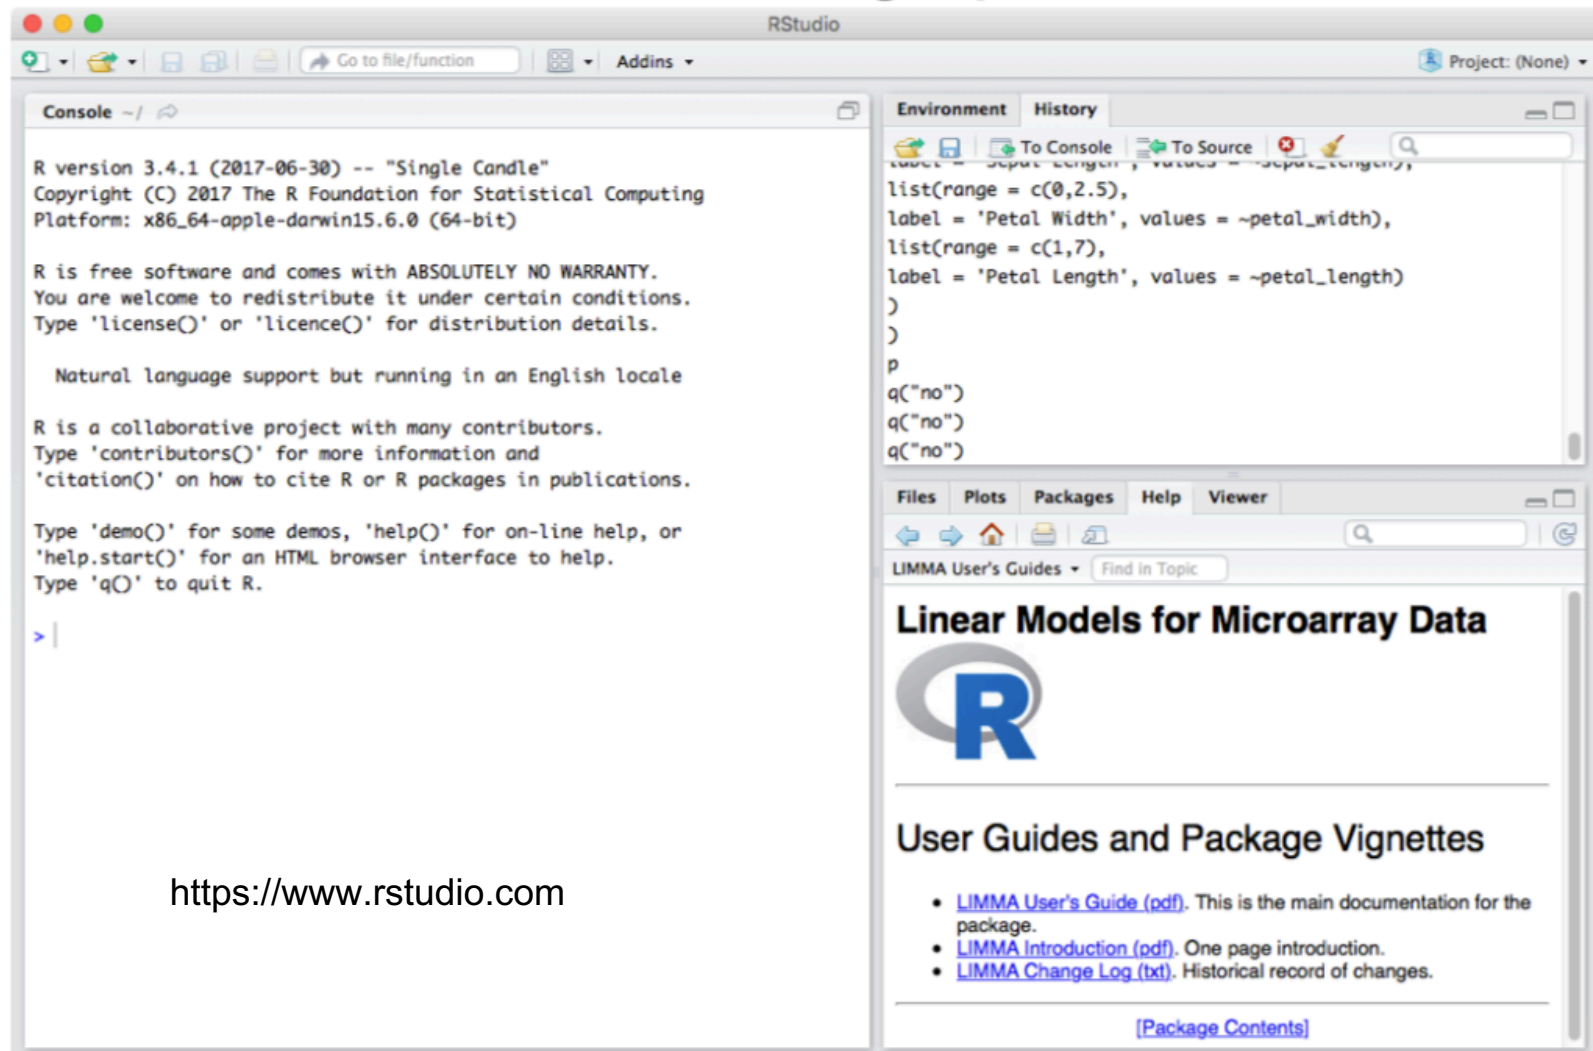 RStudio
Go to file/function
Addins
Project: (None)
Console ~/
R version 3.4.1 (2017-06-30) -- "Single Candle"
Copyright (C) 2017 The R Foundation for Statistical Computing
Platform: x86_64-apple-darwin15.6.0 (64-bit)
R is free software and comes with ABSOLUTELY NO WARRANTY.
You are welcome to redistribute it under certain conditions.
Type 'license()' or 'licence()' for distribution details.
Natural language support but running in an English locale
R is a collaborative project with many contributors.
Type 'contributors()' for more information and
'citation()' on how to cite R or R packages in publications.
Type 'demo()' for some demos, 'help()' for on-line help, or
'help.start()' for an HTML browser interface to help.
Type 'q()' to quit R.
>
https://www.rstudio.com
Environment History
To Console To Source
label = 'Sepal Length', values = ~sepal_length),
list(range = c(0,2.5),
label = 'Petal Width', values = ~petal_width),
list(range = c(1,7),
label = 'Petal Length', values = ~petal_length)
)
)
p
q("no")
q("no")
q("no")
Files Plots Packages Help Viewer
LIMMA User's Guides Find in Topic
Linear Models for Microarray Data
R
User Guides and Package Vignettes
• LIMMA User's Guide (pdf). This is the main documentation for the
package.
• LIMMA Introduction (pdf). One page introduction.
• LIMMA Change Log (txt). Historical record of changes.
[Package Contents]